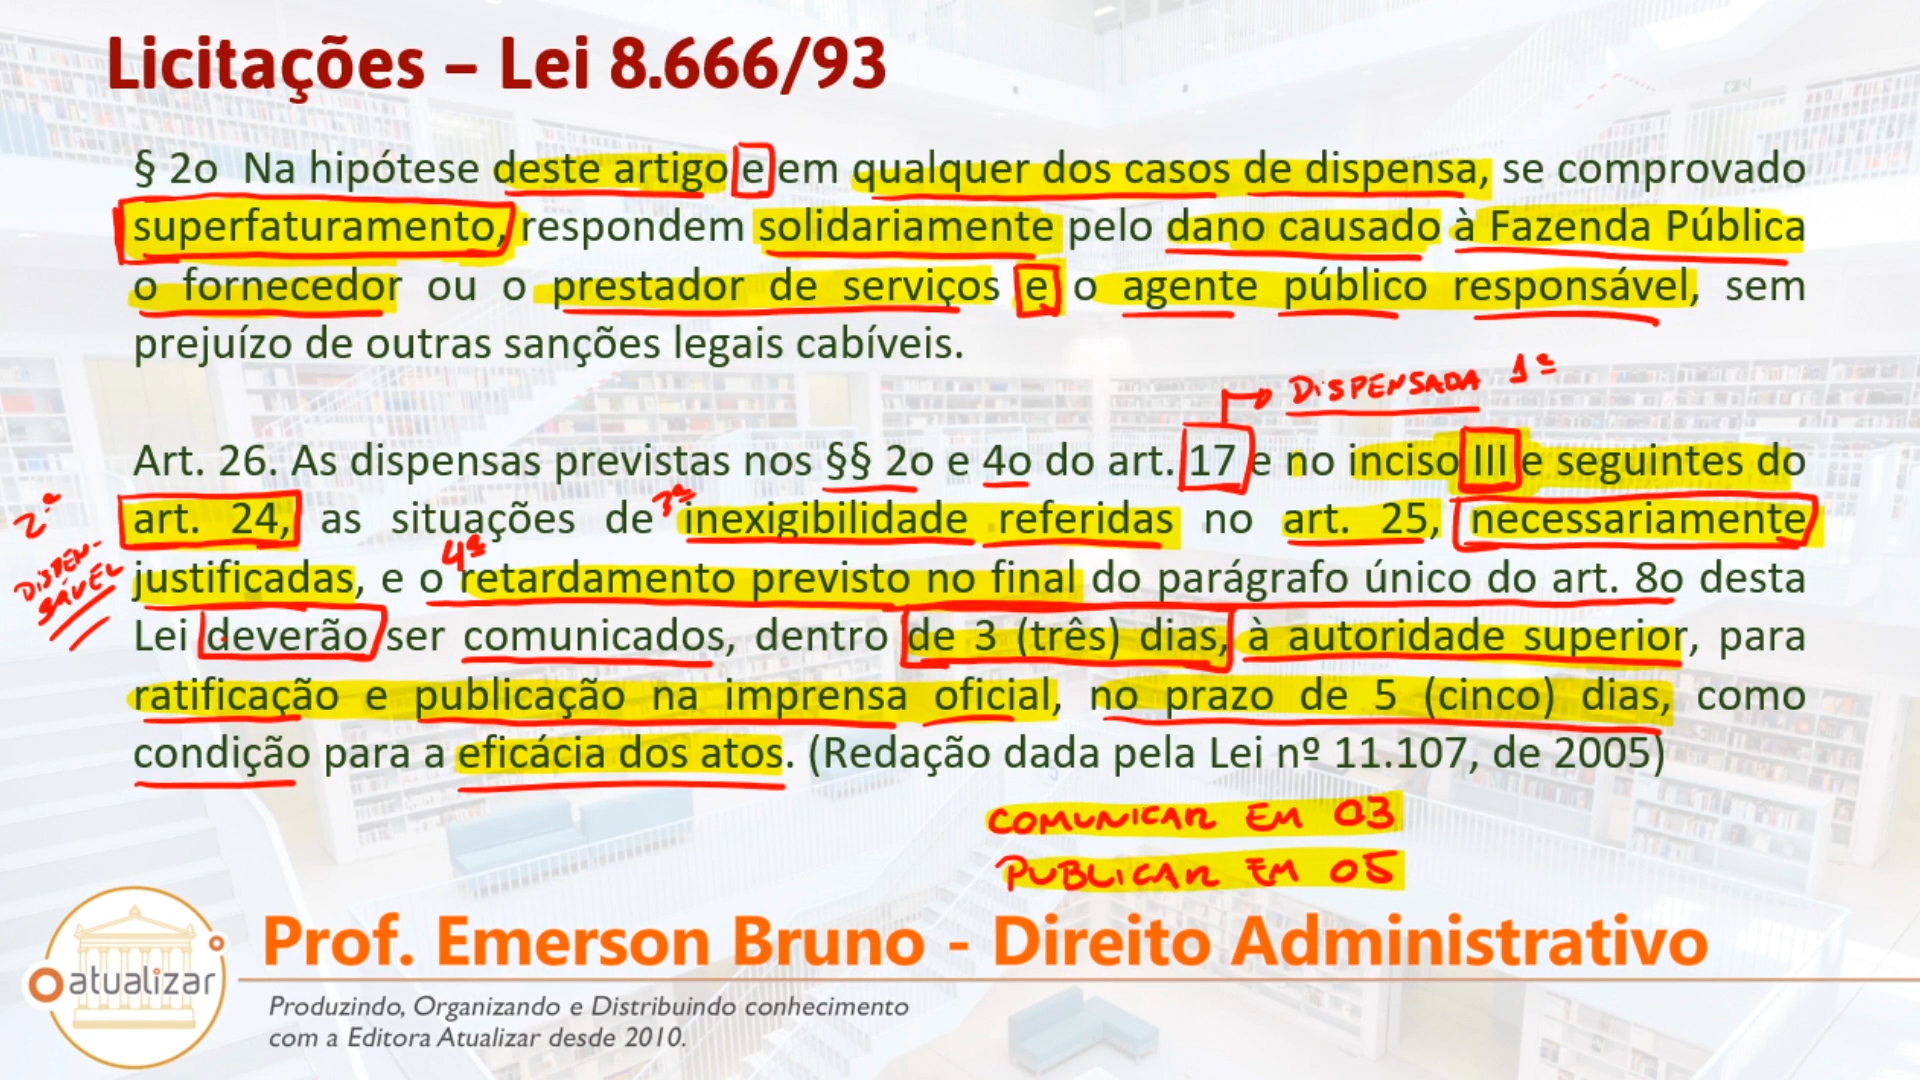 Licitações – Lei 8.666/93
§ 2o Na hipótese deste artigo e em qualquer dos casos de dispensa, se comprovado
superfaturamento, respondem solidariamente pelo dano causado à Fazenda Pública
o fornecedor ou o prestador de serviços e o agente público responsável, sem
prejuízo de outras sanções legais cabíveis.
DISPENSADA 1ª
Art. 26. As dispensas previstas nos §§ 2o e 4o do art. 17 e no inciso III e seguintes do
2ª
art. 24, as situações de 3ª inexigibilidade referidas no art. 25, necessariamente
DISPEN-
SÁVEL
4ª
justificadas, e o retardamento previsto no final do parágrafo único do art. 8o desta
Lei deverão ser comunicados, dentro de 3 (três) dias, à autoridade superior, para
ratificação e publicação na imprensa oficial, no prazo de 5 (cinco) dias, como
condição para a eficácia dos atos. (Redação dada pela Lei nº 11.107, de 2005)
COMUNICAR EM 03
PUBLICAR EM 05
Prof. Emerson Bruno - Direito Administrativo
atualizar
Produzindo, Organizando e Distribuindo conhecimento
com a Editora Atualizar desde 2010.